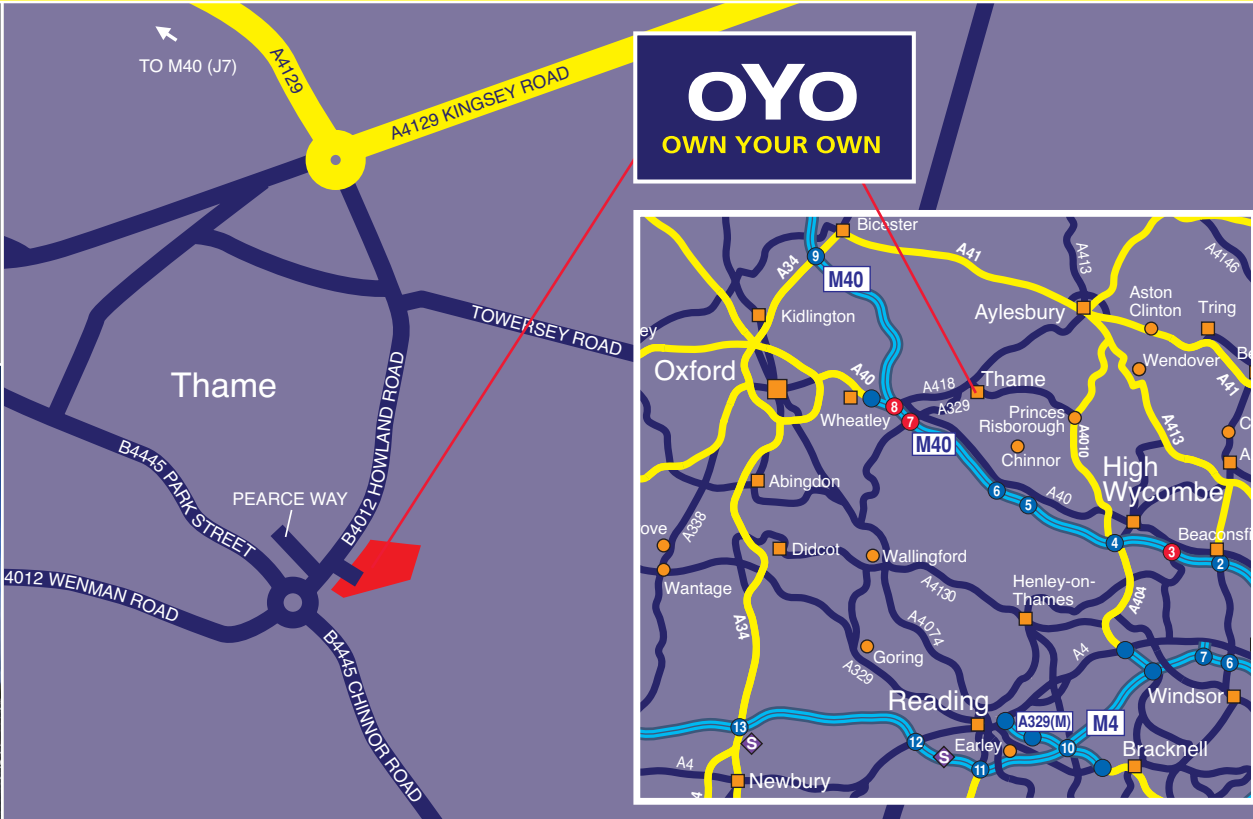 TO M40 (J7)
A4129
A4129 KINGSEY ROAD
OYO
OWN YOUR OWN
TOWERSEY ROAD
Thame
B4012 HOWLAND ROAD
B4445 PARK STREET
PEARCE WAY
4012 WENMAN ROAD
B4445 CHINNOR ROAD
Bicester
9
A34
M40
A41
A413
A4146
Kidlington
Aylesbury
Aston
Clinton
Tring
ey
Oxford
A40
Wendover
Be
A41
8
A418
Thame
Wheatley
7
A329
Princes
Risborough
M40
A4010
A413
C
Chinnor
High
Wycombe
A
Abingdon
6
5
A40
A338
4
3
Beaconsfi
2
ove
Didcot
Wallingford
Wantage
A4130
Henley-on-
Thames
A404
A34
A4074
A4
7
6
Goring
A329
Windsor
Reading
A329(M)
M4
13
S
12
S
Earley
10
Bracknell
11
A4
Newbury
4